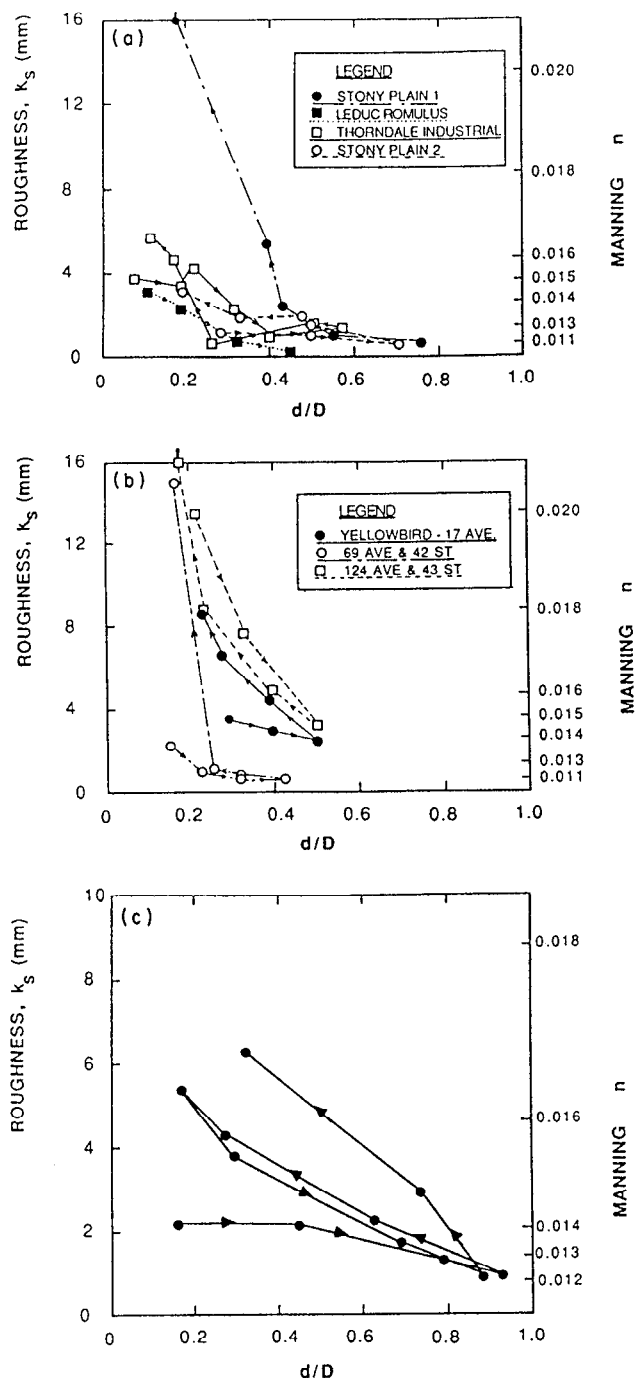 (a)
LEGEND
STONY PLAIN 1
LEDUC ROMULUS
THORNDALE INDUSTRIAL
STONY PLAIN 2
ROUGHNESS, kₛ (mm)
16
12
8
4
0
0 0.2 0.4 0.6 0.8 1.0
d/D
0.020
0.018
0.016
0.015
0.014
0.013
0.011
MANNING n
(b)
LEGEND
YELLOWBIRD - 17 AVE.
69 AVE & 42 ST
124 AVE & 43 ST
ROUGHNESS, kₛ (mm)
16
12
8
4
0
0 0.2 0.4 0.6 0.8 1.0
d/D
0.020
0.018
0.016
0.015
0.014
0.013
0.011
MANNING n
(c)
ROUGHNESS, kₛ (mm)
10
8
6
4
2
0
0 0.2 0.4 0.6 0.8 1.0
d/D
0.018
0.016
0.014
0.013
0.012
MANNING n